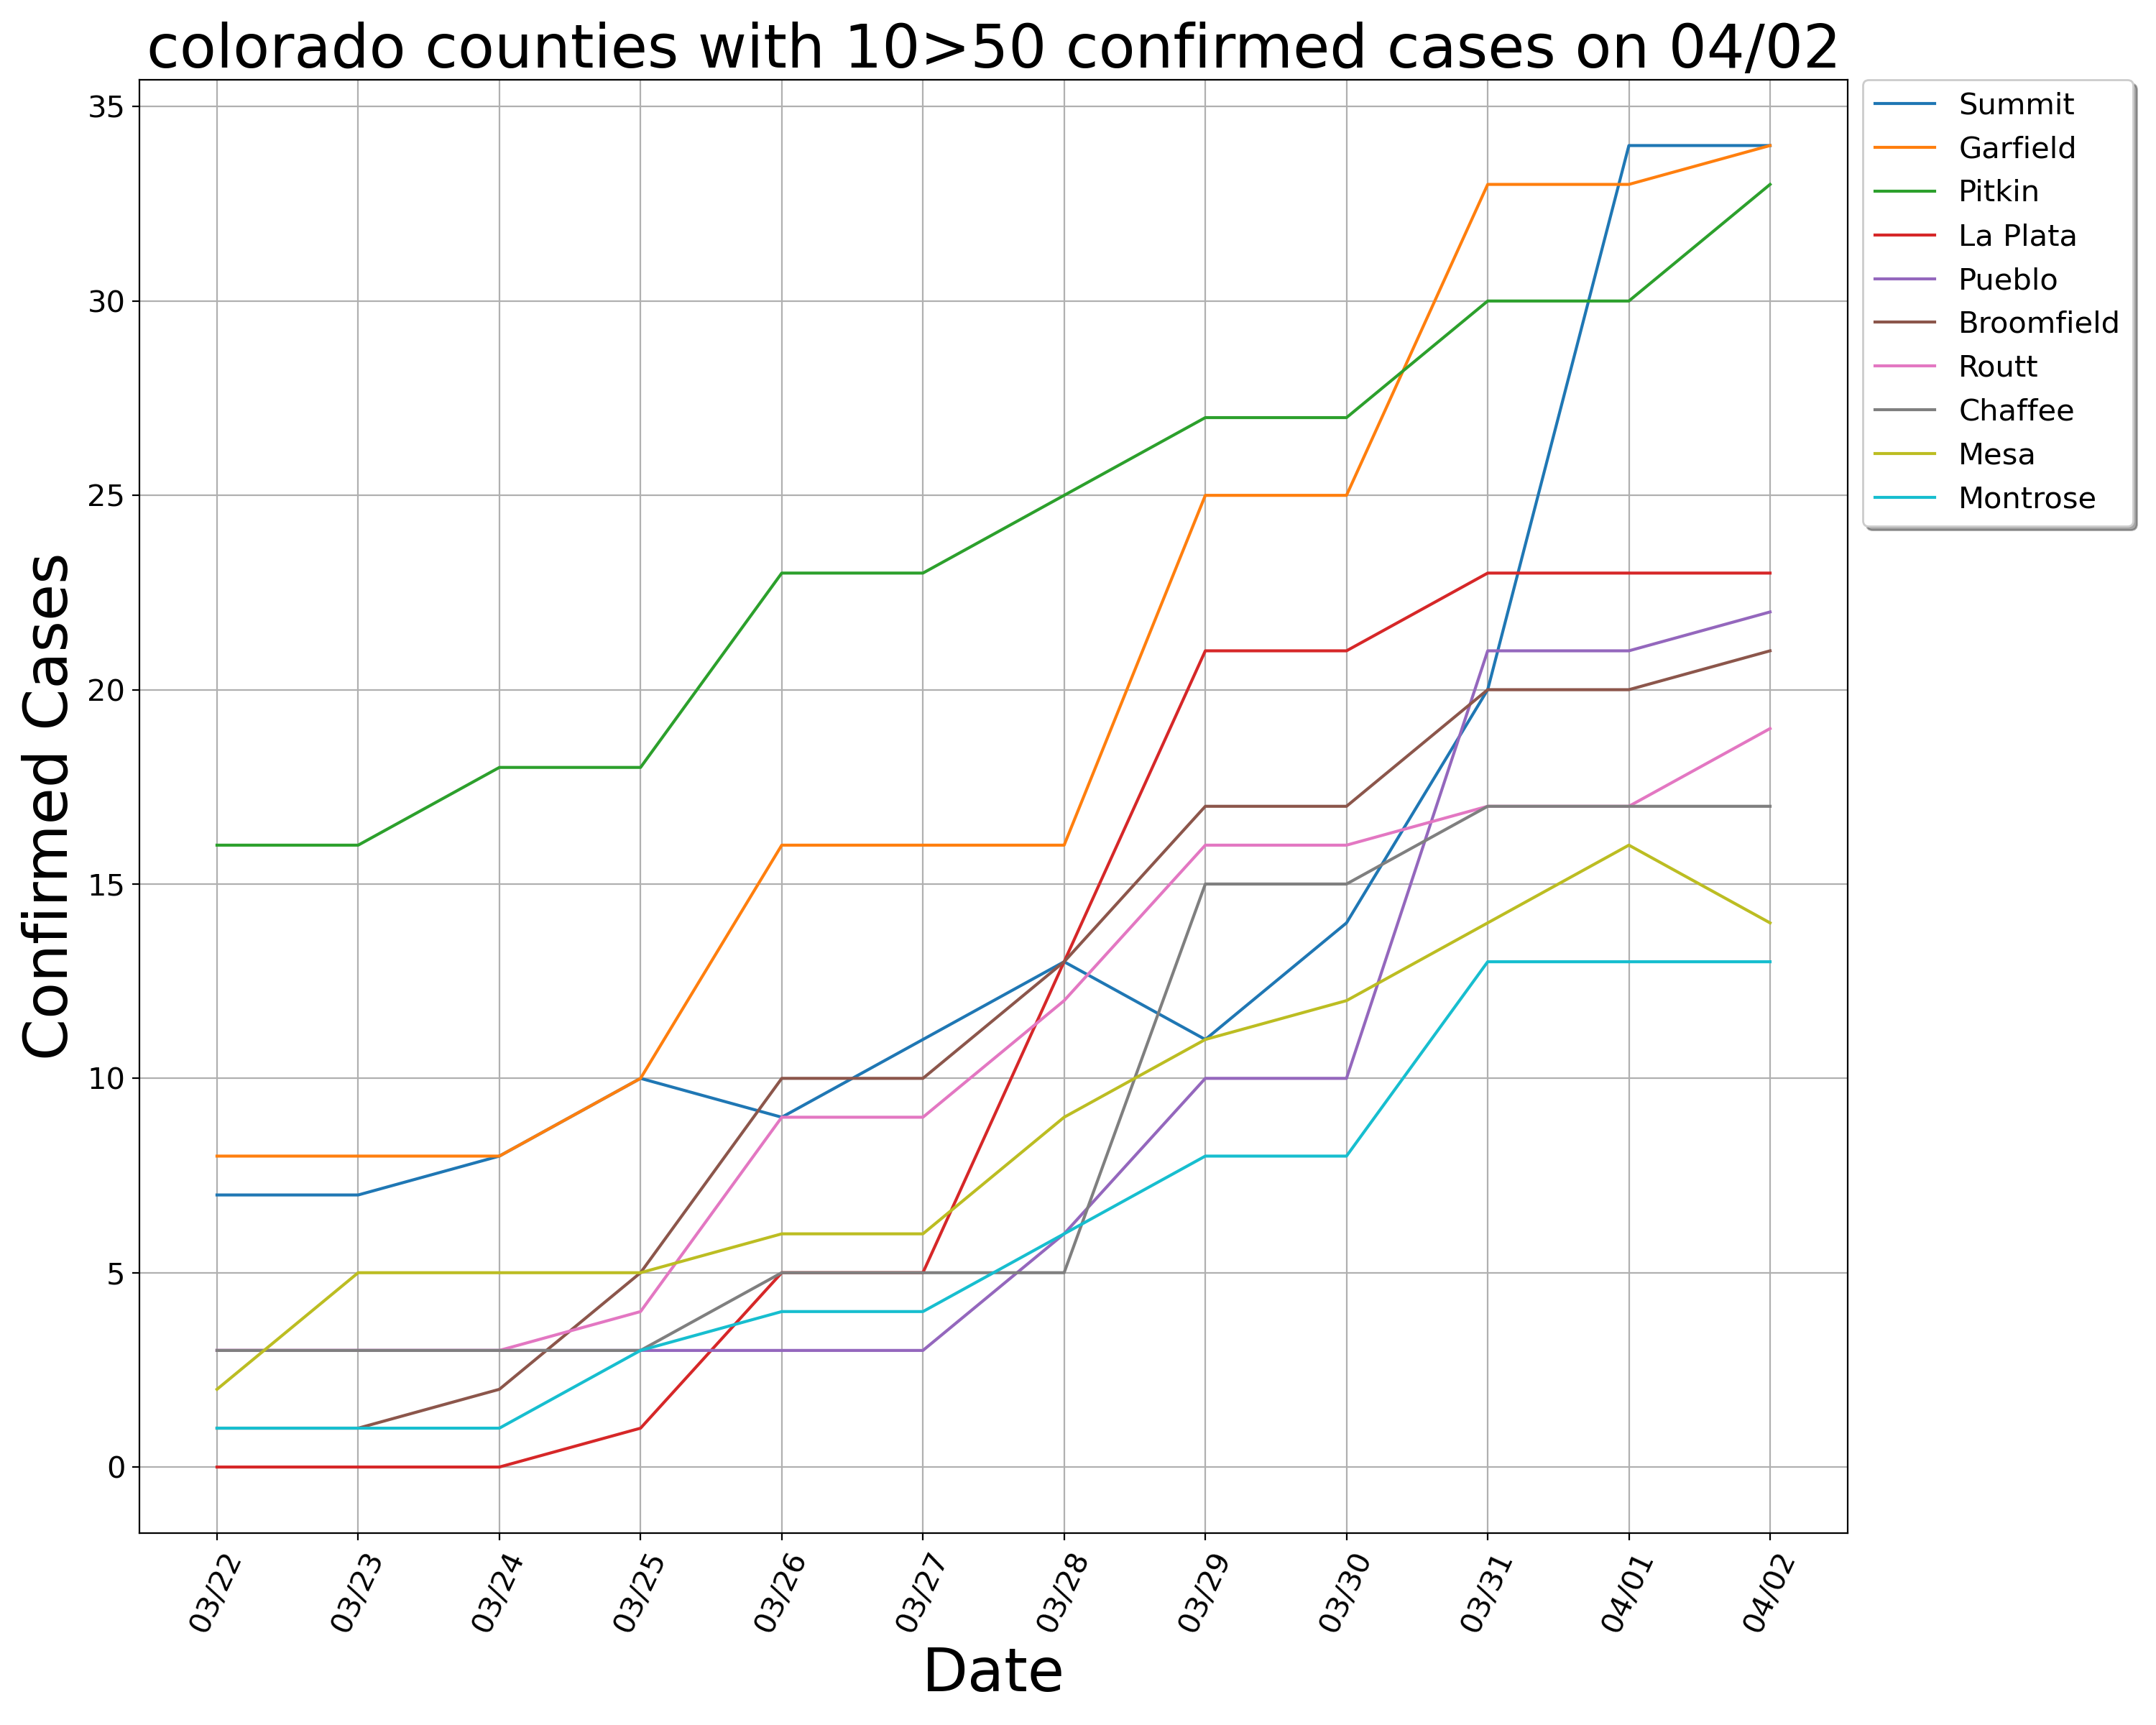 colorado counties with 10>50 confirmed cases on 04/02
35
30
25
20
15
10
5
0
Confirmed Cases
03/22
03/23
03/24
03/25
03/26
03/27
03/28
03/29
03/30
03/31
04/01
04/02
Date
Summit
Garfield
Pitkin
La Plata
Pueblo
Broomfield
Routt
Chaffee
Mesa
Montrose